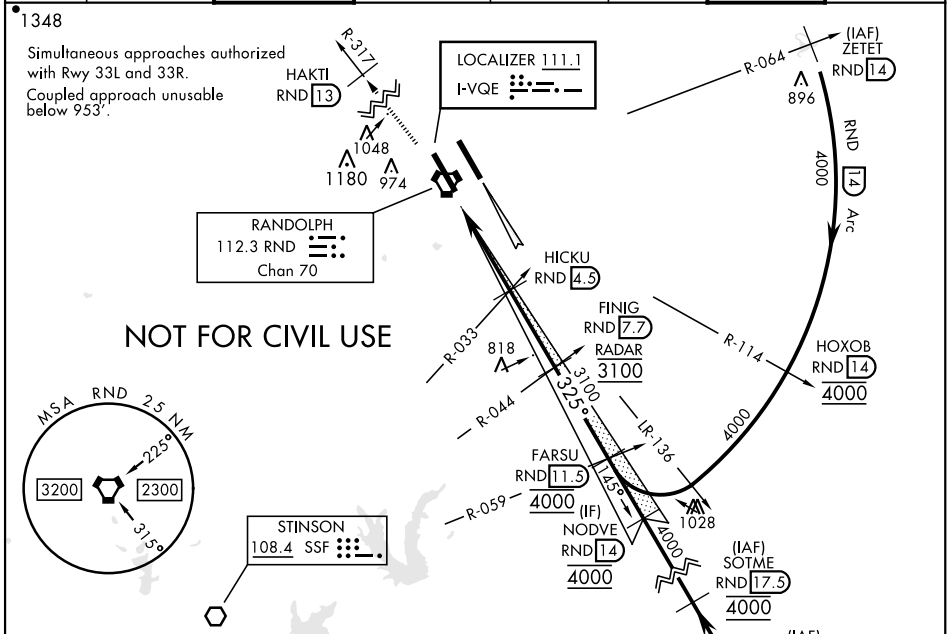 1348
Simultaneous approaches authorized
with Rwy 33L and 33R.
Coupled approach unusable
below 953'.
R-317
HAKTI
RND 13
LOCALIZER 111.1
I-VQE
R-064
(IAF)
ZETET
RND 14
896
1048
1180
974
RND 14 Arc
4000
RANDOLPH
112.3 RND
Chan 70
HICKU
RND 4.5
NOT FOR CIVIL USE
R-033
FINIG
RND 7.7
RADAR
3100
818
3100
R-114
HOXOB
RND 14
4000
325°
R-044
4000
LR-136
MSA RND 25 NM
225°
3200
2300
315°
FARSU
RND 11.5
4000
145°
R-059
(IF)
NODVE
RND 14
4000
1028
4000
STINSON
108.4 SSF
(IAF)
SOTME
RND 17.5
4000
(IAF)